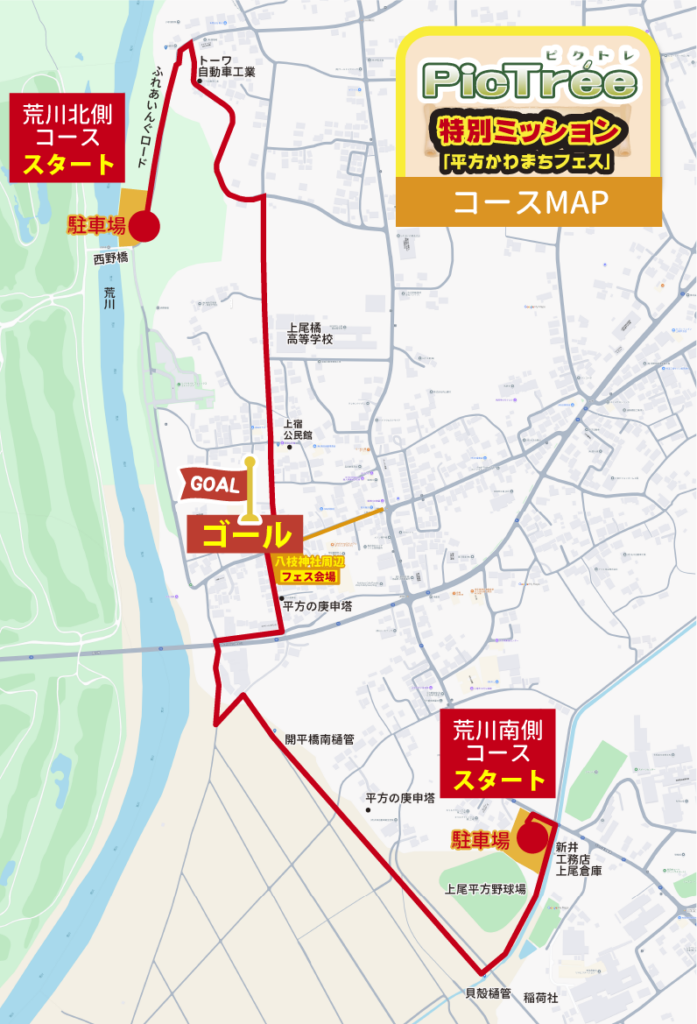 ピクトレ
PicTrée
特別ミッション
「平方かわまちフェス」
コースMAP
トーワ
自動車工業
ふれあいんぐロード
荒川北側
コース
スタート
駐車場
西野橋
荒川
上尾橘
高等学校
上宿
公民館
GOAL
ゴール
八枝神社周辺
フェス会場
平方の庚申塔
開平橋南樋管
荒川南側
コース
スタート
平方の庚申塔
駐車場
新井
工務店
上尾倉庫
上尾平方野球場
貝殻樋管
稲荷社